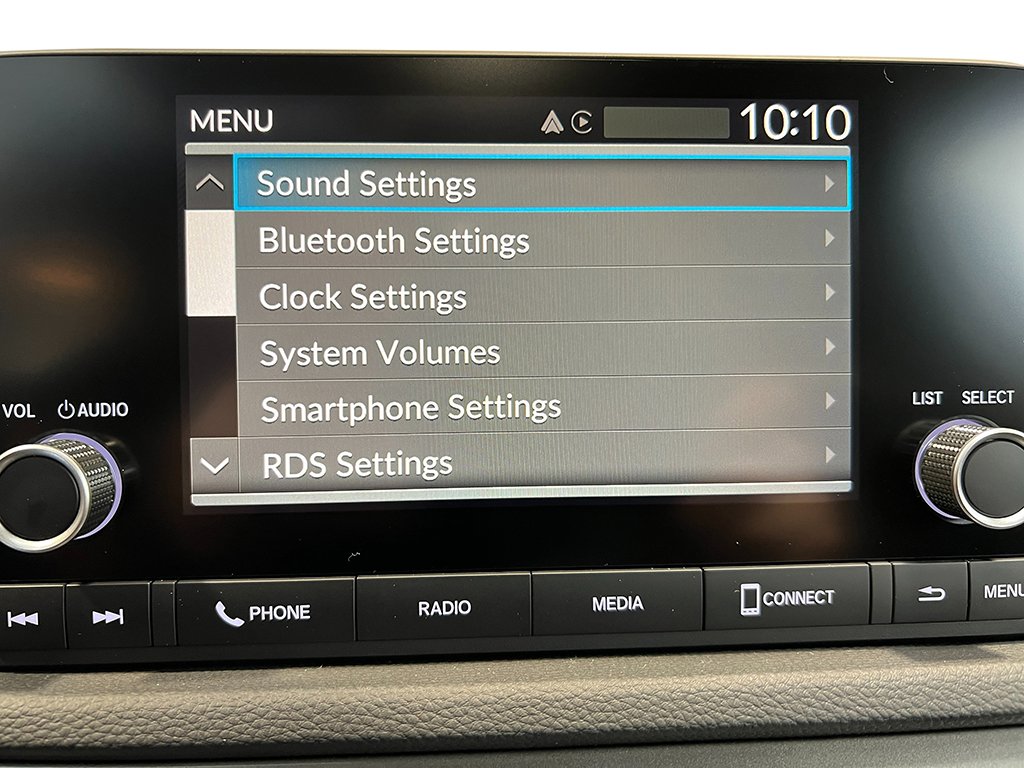 MENU 10:10
Sound Settings
Bluetooth Settings
Clock Settings
System Volumes
Smartphone Settings
RDS Settings
VOL AUDIO
LIST SELECT
PHONE RADIO MEDIA CONNECT MENU